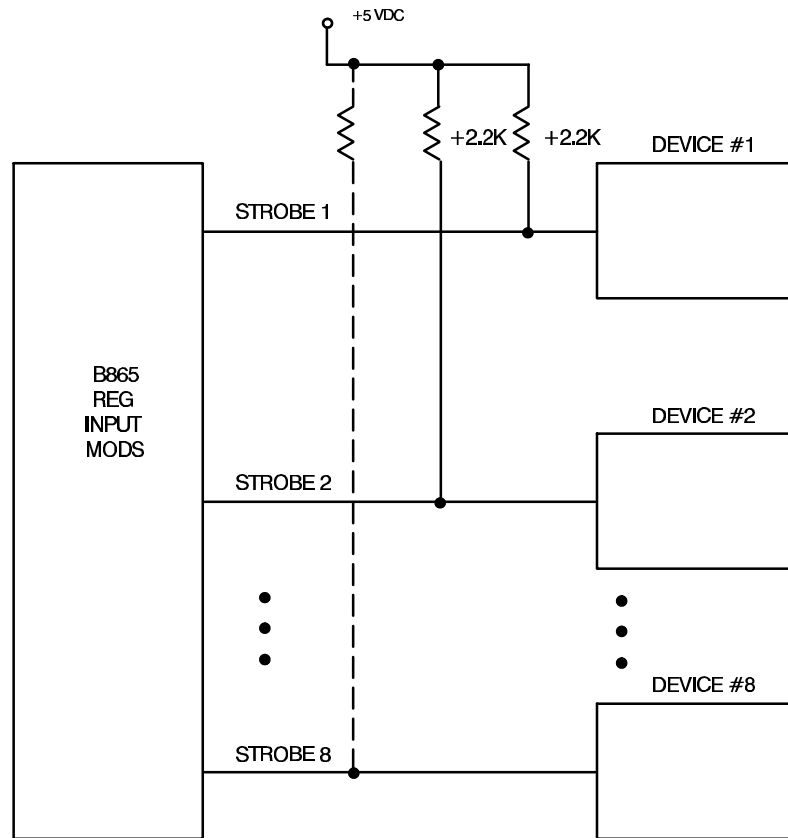 +5 VDC
+2.2K
+2.2K
DEVICE #1
STROBE 1
B865
REG
INPUT
MODS
DEVICE #2
STROBE 2
DEVICE #8
STROBE 8